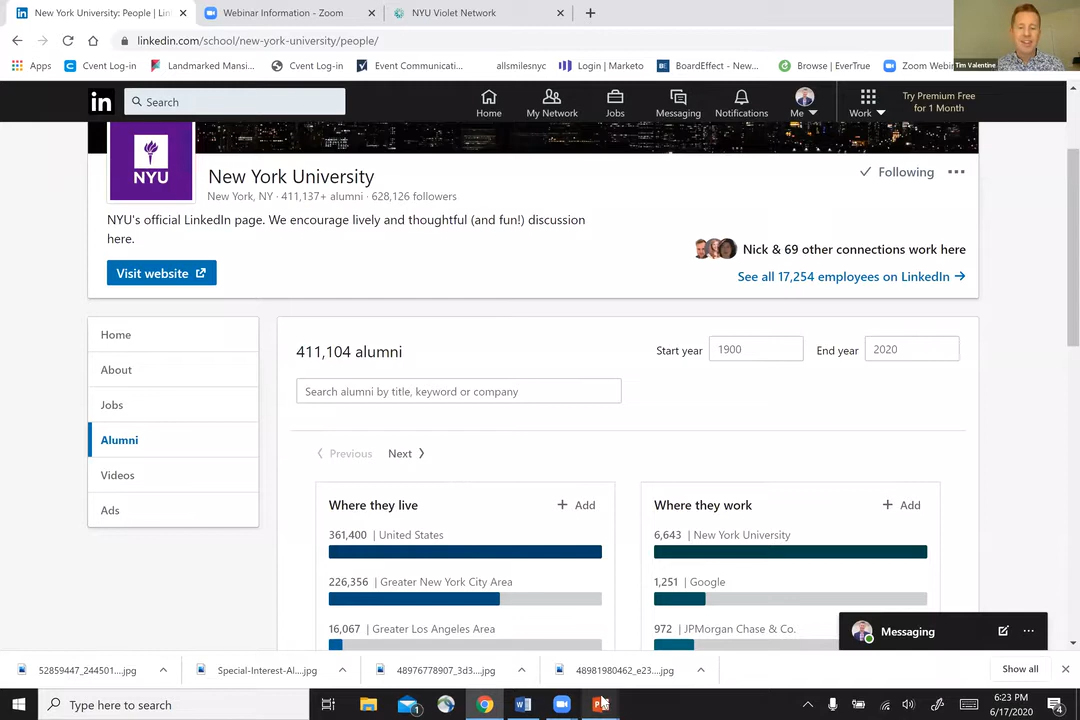 New York University: People | Lin
Webinar Information - Zoom
NYU Violet Network
linkedin.com/school/new-york-university/people/
Tim Valentine
Apps
Cvent Log-in
Landmarked Mansi...
Cvent Log-in
Event Communicati...
allsmilesnyc
Login | Marketo
BoardEffect - New...
Browse | EverTrue
Zoom Webin
in
Search
Home
My Network
Jobs
Messaging
Notifications
Me
Work
Try Premium Free
for 1 Month
NYU
New York University
New York, NY · 411,137+ alumni · 628,126 followers
Following
NYU's official LinkedIn page. We encourage lively and thoughtful (and fun!) discussion
here.
Nick & 69 other connections work here
Visit website
See all 17,254 employees on LinkedIn
Home
About
Jobs
Alumni
Videos
Ads
411,104 alumni
Start year
1900
End year
2020
Search alumni by title, keyword or company
Previous
Next
Where they live
+ Add
361,400 | United States
226,356 | Greater New York City Area
16,067 | Greater Los Angeles Area
Where they work
+ Add
6,643 | New York University
1,251 | Google
972 | JPMorgan Chase & Co.
Messaging
52859447_244501....jpg
Special-Interest-Al....jpg
48976778907_3d3....jpg
48981980462_e23....jpg
Show all
Type here to search
1
6:23 PM
6/17/2020
4